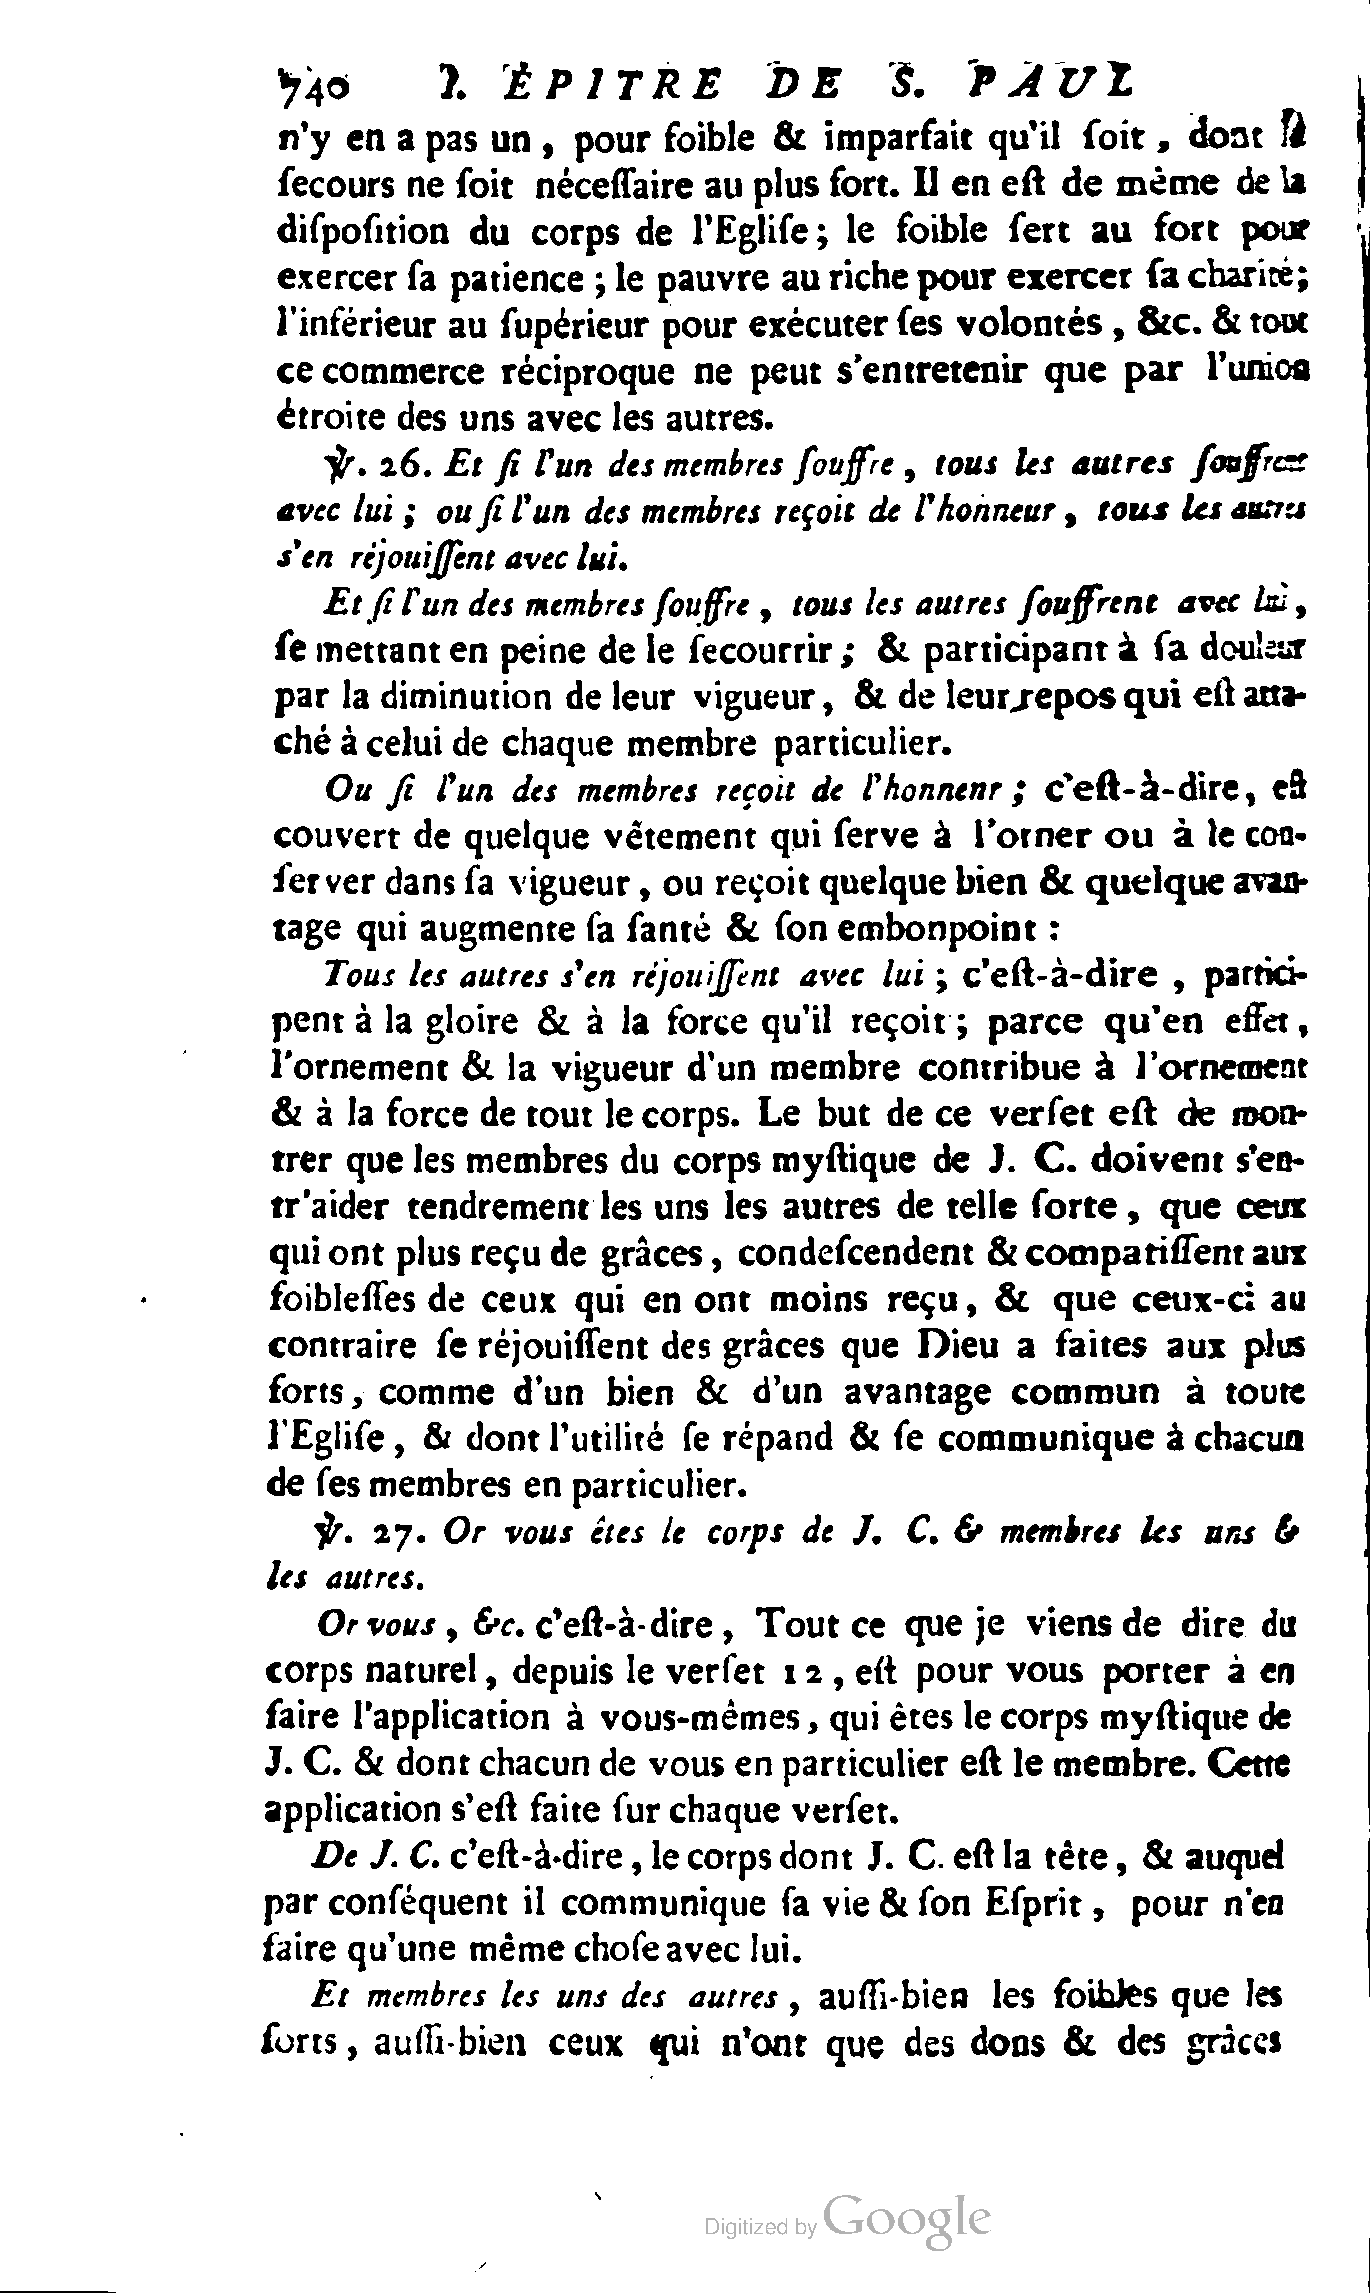 740 I. ÉPITRE DE S. PAUL
n'y en a pas un, pour foible & imparfait qu'il ſoit, dont le
ſecours ne ſoit néceſſaire au plus fort. Il en eſt de même de la
diſpoſition du corps de l'Egliſe; le foible ſert au fort pour
exercer ſa patience; le pauvre au riche pour exercer ſa charité;
l'inférieur au ſupérieur pour exécuter ſes volontés, &c. & tout
ce commerce réciproque ne peut s'entretenir que par l'union
étroite des uns avec les autres.
℣. 26. Et ſi l'un des membres ſouffre, tous les autres ſouffrent
avec lui; ou ſi l'un des membres reçoit de l'honneur, tous les autres
s'en réjouiſſent avec lui.
Et ſi l'un des membres ſouffre, tous les autres ſouffrent avec lui,
ſe mettant en peine de le ſecourrir; & participant à ſa douleur
par la diminution de leur vigueur, & de leur repos qui eſt atta-
ché à celui de chaque membre particulier.
Ou ſi l'un des membres reçoit de l'honnenr; c'eſt-à-dire, eſt
couvert de quelque vêtement qui ſerve à l'orner ou à le con-
ſerver dans ſa vigueur, ou reçoit quelque bien & quelque avan-
tage qui augmente ſa ſanté & ſon embonpoint :
Tous les autres s'en réjouiſſent avec lui; c'eſt-à-dire, partici-
pent à la gloire & à la force qu'il reçoit; parce qu'en effet,
l'ornement & la vigueur d'un membre contribue à l'ornement
& à la force de tout le corps. Le but de ce verſet eſt de mon-
trer que les membres du corps myſtique de J. C. doivent s'en-
tr'aider tendrement les uns les autres de telle ſorte, que ceux
qui ont plus reçu de grâces, condeſcendent & compatiſſent aux
foibleſſes de ceux qui en ont moins reçu, & que ceux-ci au
contraire ſe réjouiſſent des grâces que Dieu a faites aux plus
forts, comme d'un bien & d'un avantage commun à toute
l'Egliſe, & dont l'utilité ſe répand & ſe communique à chacun
de ſes membres en particulier.
℣. 27. Or vous êtes le corps de J. C. & membres les uns &
les autres.
Or vous, &c. c'eſt-à-dire, Tout ce que je viens de dire du
corps naturel, depuis le verſet 12, eſt pour vous porter à en
faire l'application à vous-mêmes, qui êtes le corps myſtique de
J. C. & dont chacun de vous en particulier eſt le membre. Cette
application s'eſt faite ſur chaque verſet.
De J. C. c'eſt-à-dire, le corps dont J. C. eſt la tête, & auquel
par conſéquent il communique ſa vie & ſon Eſprit, pour n'en
faire qu'une même choſe avec lui.
Et membres les uns des autres, auſſi-bien les foibles que les
forts, auſſi-bien ceux qui n'ont que des dons & des grâces
Digitized by Google